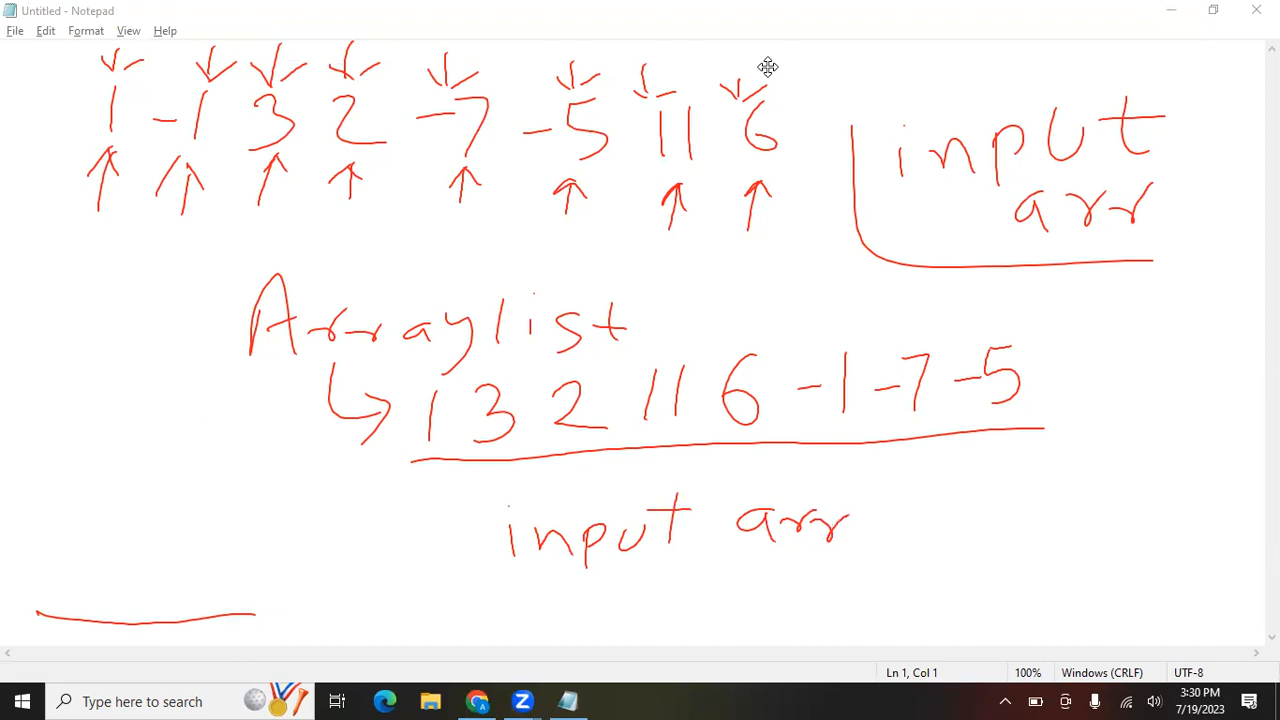 Untitled - Notepad
File Edit Format View Help
1 -1 3 2 -7 -5 11 6
input
arr
Arraylist
1 3 2 11 6 -1 -7 -5
input arr
Ln 1, Col 1 100% Windows (CRLF) UTF-8
Type here to search
3:30 PM
7/19/2023